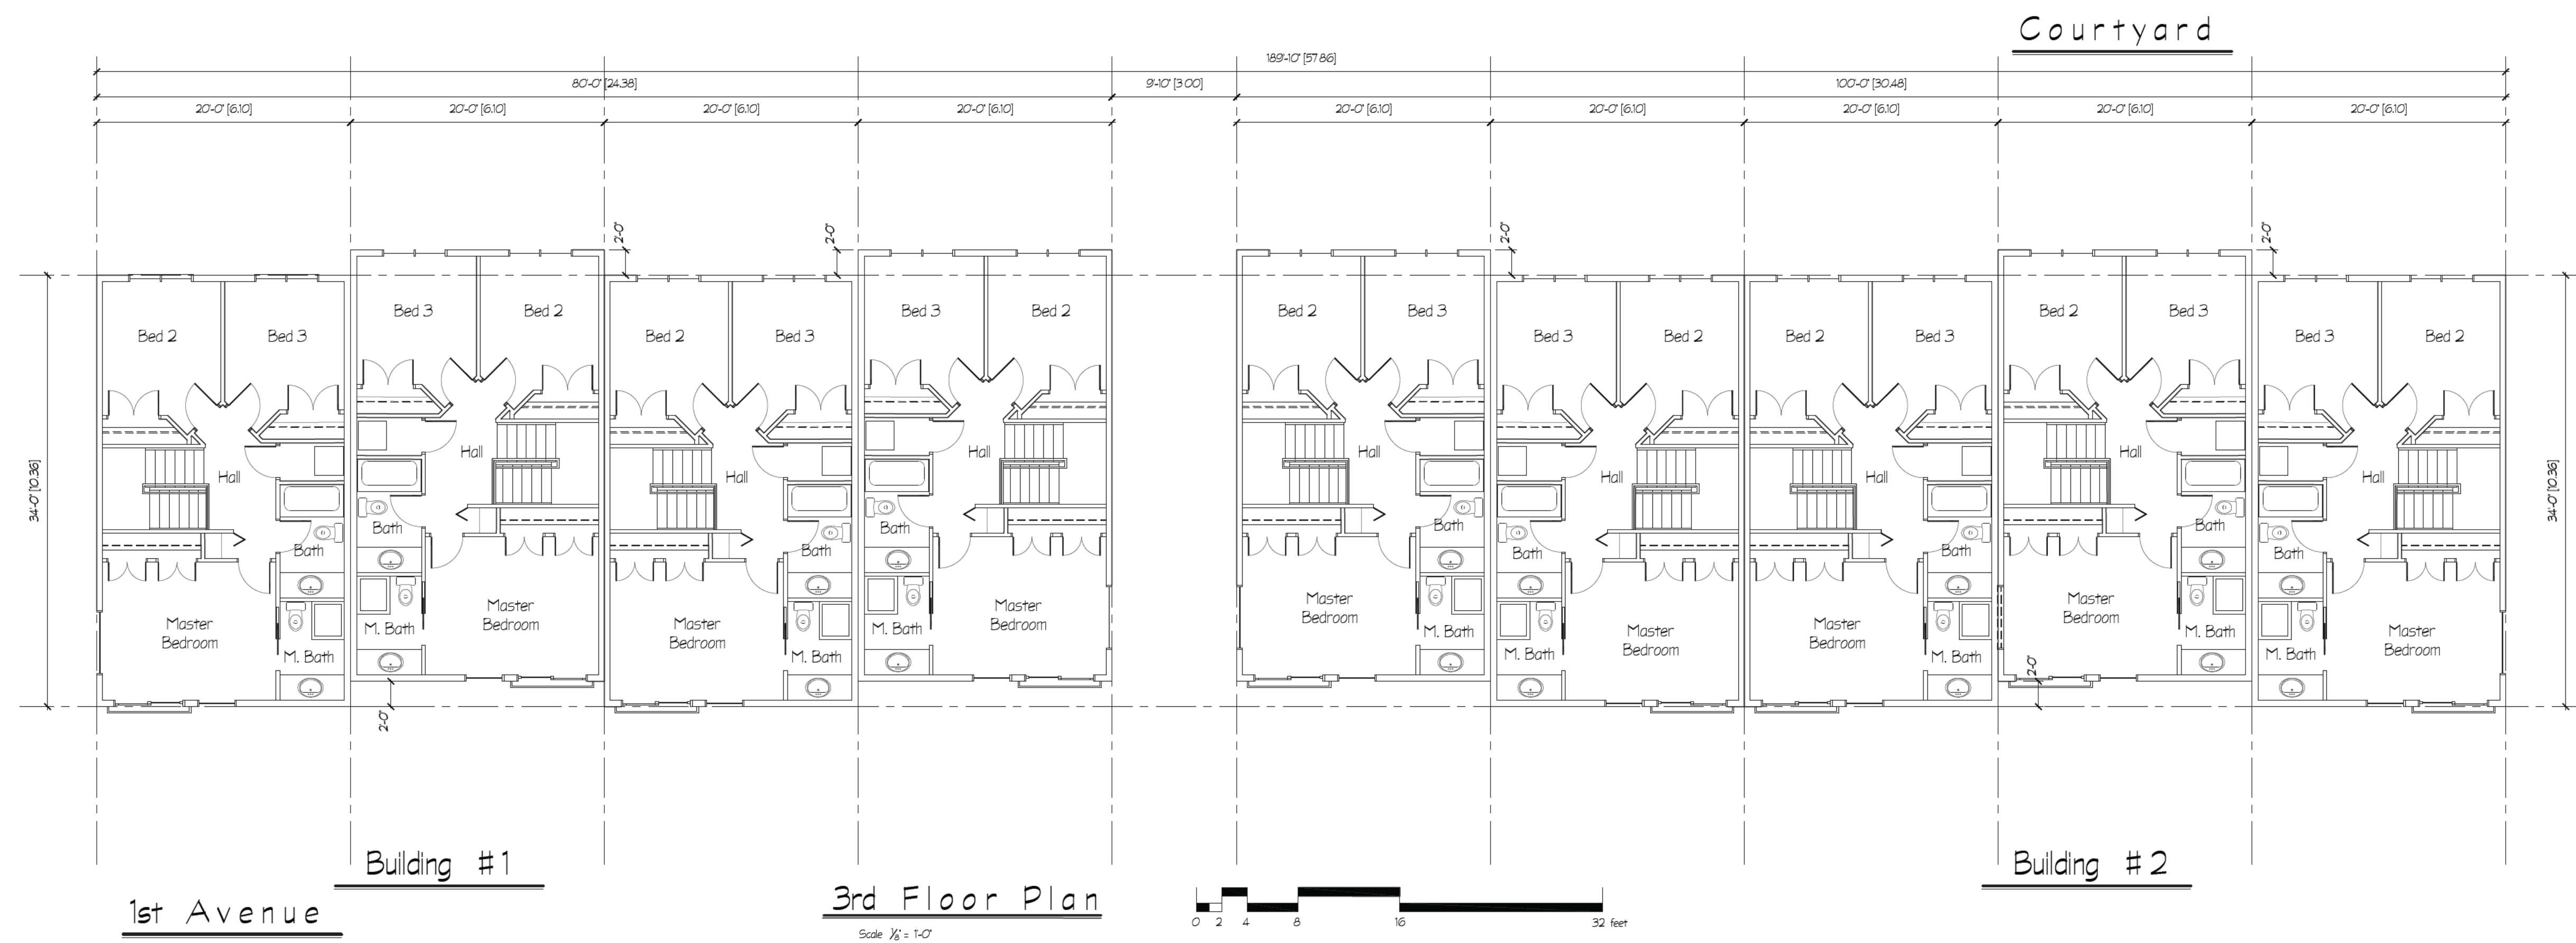 Courtyard
189'-10" [57.86]
80'-0" [24.38]
9'-10" [3.00]
100'-0" [30.48]
20'-0" [6.10]
20'-0" [6.10]
20'-0" [6.10]
20'-0" [6.10]
20'-0" [6.10]
20'-0" [6.10]
20'-0" [6.10]
20'-0" [6.10]
20'-0" [6.10]
2'-0"
2'-0"
2'-0"
2'-0"
34'-0" [10.36]
Bed 2
Bed 3
Hall
Bath
Master
Bedroom
M. Bath
Bed 3
Bed 2
Hall
Bath
Master
Bedroom
M. Bath
2'-0"
Bed 2
Bed 3
Hall
Bath
Master
Bedroom
M. Bath
Bed 3
Bed 2
Hall
Bath
Master
Bedroom
M. Bath
Bed 2
Bed 3
Hall
Bath
Master
Bedroom
M. Bath
Bed 3
Bed 2
Hall
Bath
Master
Bedroom
M. Bath
Bed 2
Bed 3
Hall
Bath
Master
Bedroom
M. Bath
Bed 2
Bed 3
Hall
Bath
Master
Bedroom
M. Bath
2'-0"
Bed 3
Bed 2
Hall
Bath
Master
Bedroom
M. Bath
34'-0" [10.36]
Building #1
Building #2
1st Avenue
3rd Floor Plan
Scale 1/8" = 1'-0"
0 2 4 8 16 32 feet